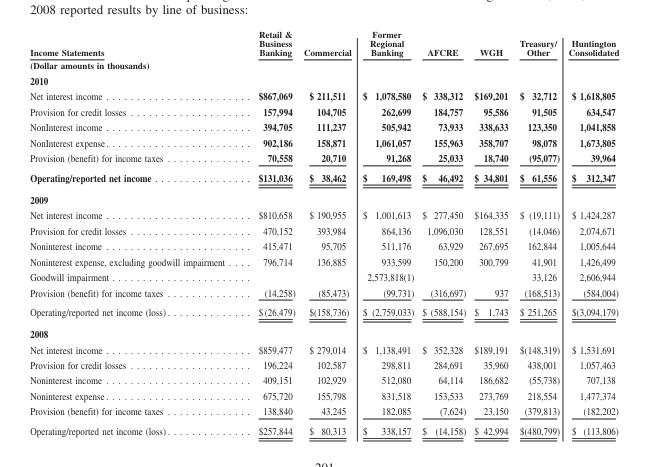 2008 reported results by line of business:
Income Statements Retail & Business Banking Commercial Former Regional Banking AFCRE WGH Treasury/ Other Huntington Consolidated
(Dollar amounts in thousands)
2010
Net interest income $867,069 $ 211,511 $ 1,078,580 $ 338,312 $169,201 $ 32,712 $ 1,618,805
Provision for credit losses 157,994 104,705 262,699 184,757 95,586 91,505 634,547
NonInterest income 394,705 111,237 505,942 73,933 338,633 123,350 1,041,858
NonInterest expense 902,186 158,871 1,061,057 155,963 358,707 98,078 1,673,805
Provision (benefit) for income taxes 70,558 20,710 91,268 25,033 18,740 (95,077) 39,964
Operating/reported net income $131,036 $ 38,462 $ 169,498 $ 46,492 $ 34,801 $ 61,556 $ 312,347
2009
Net interest income $810,658 $ 190,955 $ 1,001,613 $ 277,450 $164,335 $ (19,111) $ 1,424,287
Provision for credit losses 470,152 393,984 864,136 1,096,030 128,551 (14,046) 2,074,671
Noninterest income 415,471 95,705 511,176 63,929 267,695 162,844 1,005,644
Noninterest expense, excluding goodwill impairment 796,714 136,885 933,599 150,200 300,799 41,901 1,426,499
Goodwill impairment 2,573,818(1) 33,126 2,606,944
Provision (benefit) for income taxes (14,258) (85,473) (99,731) (316,697) 937 (168,513) (584,004)
Operating/reported net income (loss) $ (26,479) $(158,736) $ (2,759,033) $ (588,154) $ 1,743 $ 251,265 $(3,094,179)
2008
Net interest income $859,477 $ 279,014 $ 1,138,491 $ 352,328 $189,191 $(148,319) $ 1,531,691
Provision for credit losses 196,224 102,587 298,811 284,691 35,960 438,001 1,057,463
Noninterest income 409,151 102,929 512,080 64,114 186,682 (55,738) 707,138
Noninterest expense 675,720 155,798 831,518 153,533 273,769 218,554 1,477,374
Provision (benefit) for income taxes 138,840 43,245 182,085 (7,624) 23,150 (379,813) (182,202)
Operating/reported net income (loss) $257,844 $ 80,313 $ 338,157 $ (14,158) $ 42,994 $(480,799) $ (113,806)